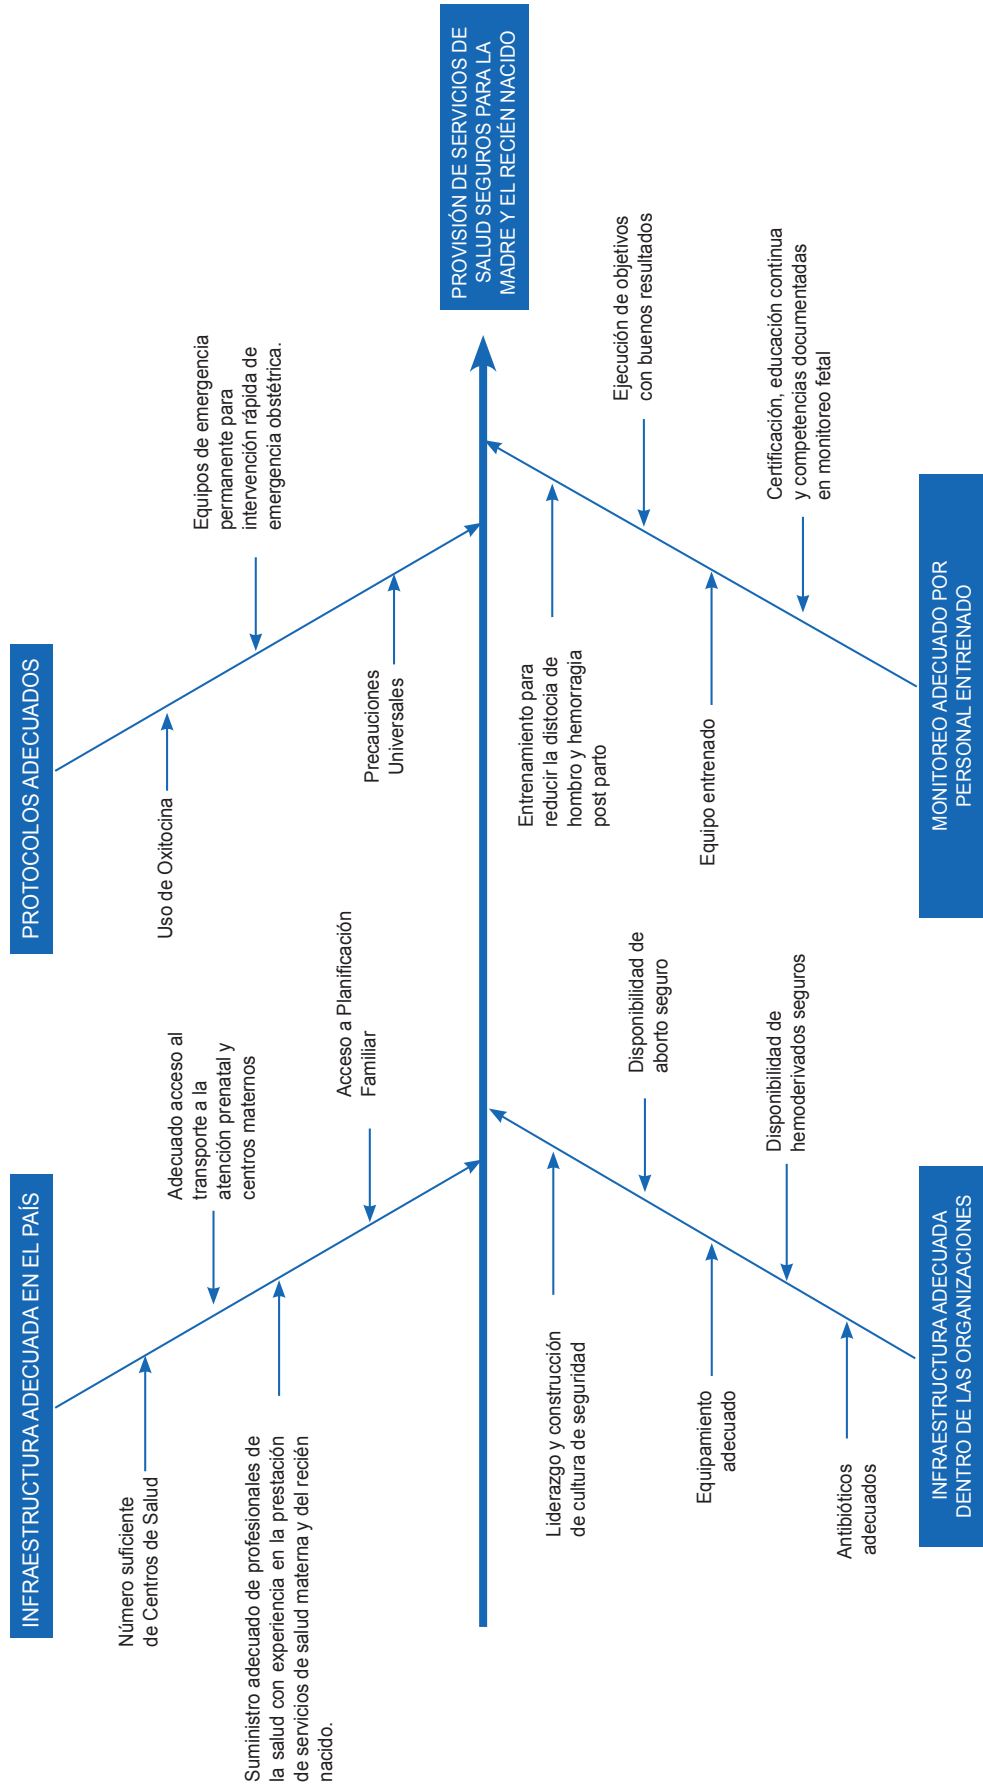 INFRAESTRUCTURA ADECUADA EN EL PAÍS
Número suficiente
de Centros de Salud
Adecuado acceso al
transporte a la
atención prenatal y
centros maternos
Suministro adecuado de profesionales de
la salud con experiencia en la prestación
de servicios de salud materna y del recién
nacido.
Acceso a Planificación
Familiar
PROTOCOLOS ADECUADOS
Uso de Oxitocina
Equipos de emergencia
permanente para
intervención rápida de
emergencia obstétrica.
Precauciones
Universales
PROVISIÓN DE SERVICIOS DE
SALUD SEGUROS PARA LA
MADRE Y EL RECIÉN NACIDO
Liderazgo y construcción
de cultura de seguridad
Disponibilidad de
aborto seguro
Equipamiento
adecuado
Disponibilidad de
hemoderivados seguros
Antibióticos
adecuados
INFRAESTRUCTURA ADECUADA
DENTRO DE LAS ORGANIZACIONES
Entrenamiento para
reducir la distocia de
hombro y hemorragia
post parto
Ejecución de objetivos
con buenos resultados
Equipo entrenado
Certificación, educación continua
y competencias documentadas
en monitoreo fetal
MONITOREO ADECUADO POR
PERSONAL ENTRENADO